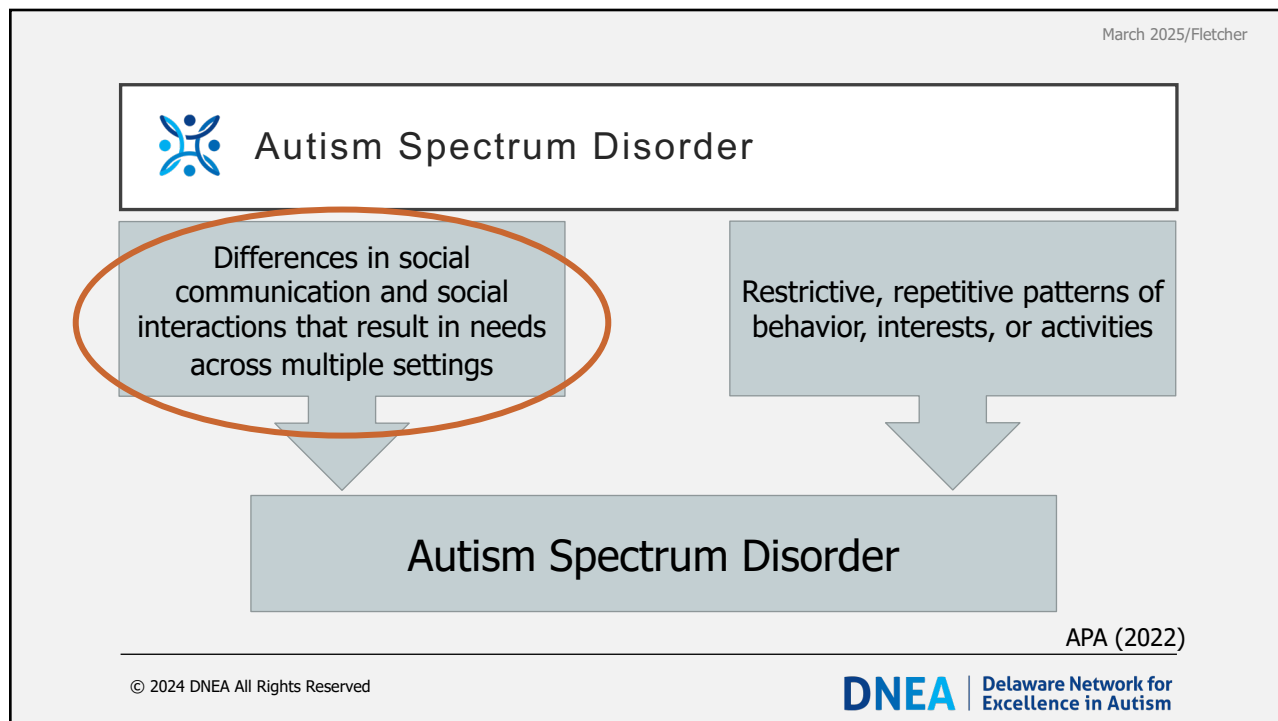 March 2025/Fletcher
Autism Spectrum Disorder
Differences in social
communication and social
interactions that result in needs
across multiple settings
Restrictive, repetitive patterns of
behavior, interests, or activities
Autism Spectrum Disorder
APA (2022)
© 2024 DNEA All Rights Reserved
DNEA
Delaware Network for
Excellence in Autism